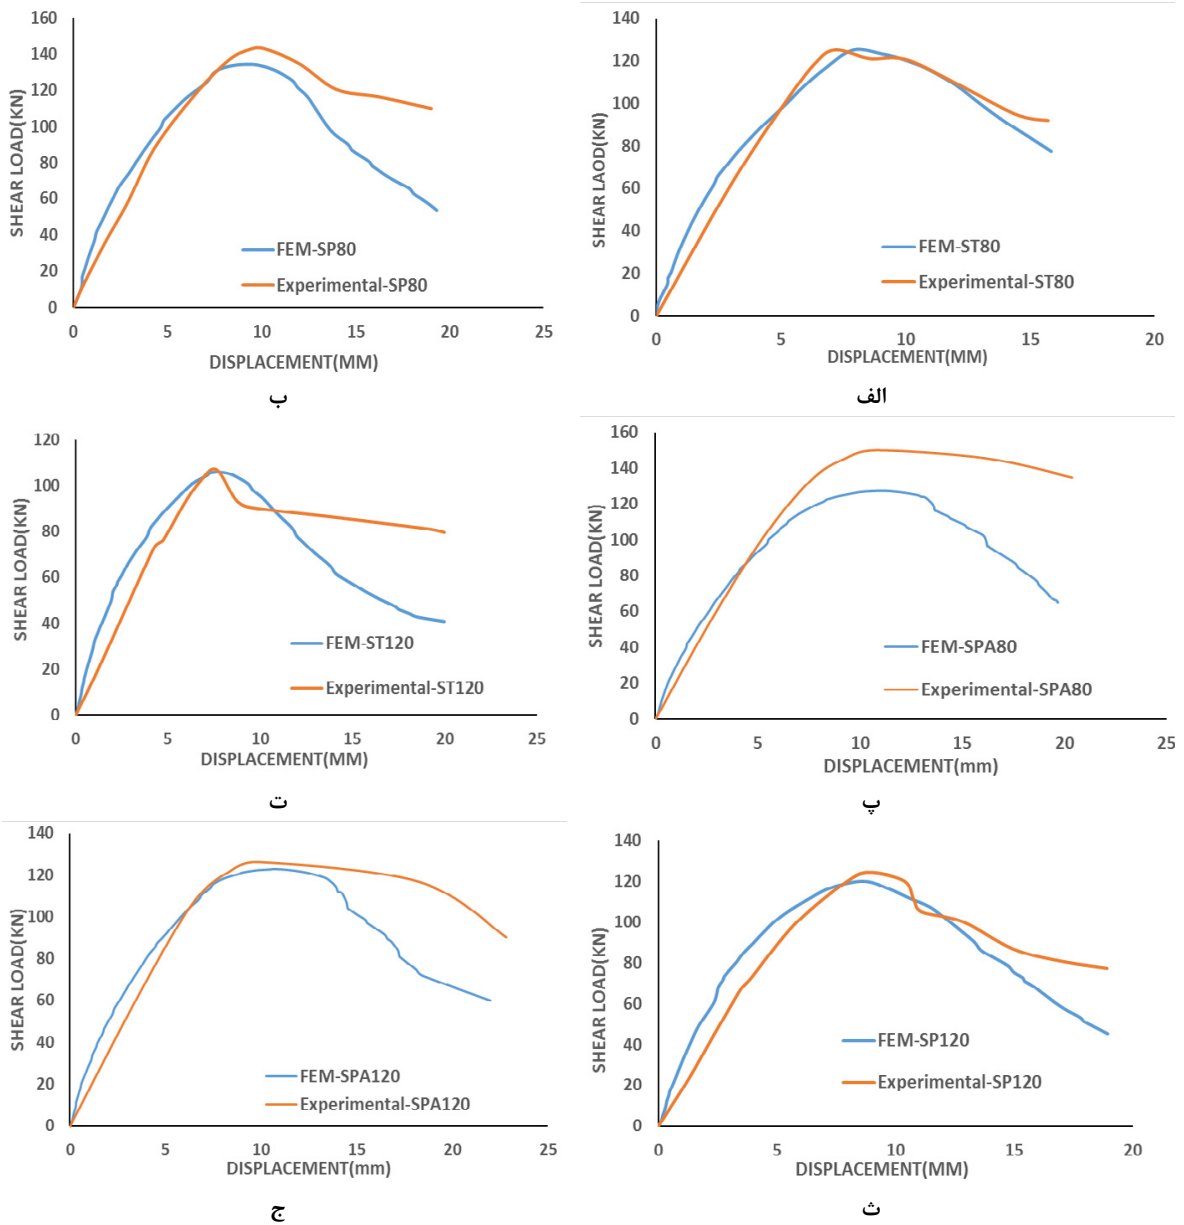 SHEAR LOAD(KN)
160
140
120
100
80
60
40
20
0
FEM-SP80
Experimental-SP80
0 5 10 15 20 25
DISPLACEMENT(MM)
ب
SHEAR LAOD(KN)
140
120
100
80
60
40
20
0
FEM-ST80
Experimental-ST80
0 5 10 15 20
DISPLACEMENT(MM)
الف
SHEAR LOAD(KN)
120
100
80
60
40
20
0
FEM-ST120
Experimental-ST120
0 5 10 15 20 25
DISPLACEMENT(MM)
ت
SHEAR LOAD(KN)
160
140
120
100
80
60
40
20
0
FEM-SPA80
Experimental-SPA80
0 5 10 15 20 25
DISPLACEMENT(mm)
پ
SHEAR LOAD(KN)
140
120
100
80
60
40
20
0
FEM-SPA120
Experimental-SPA120
0 5 10 15 20 25
DISPLACEMENT(mm)
ج
SHEAR LOAD(KN)
140
120
100
80
60
40
20
0
FEM-SP120
Experimental-SP120
0 5 10 15 20
DISPLACEMENT(MM)
ث